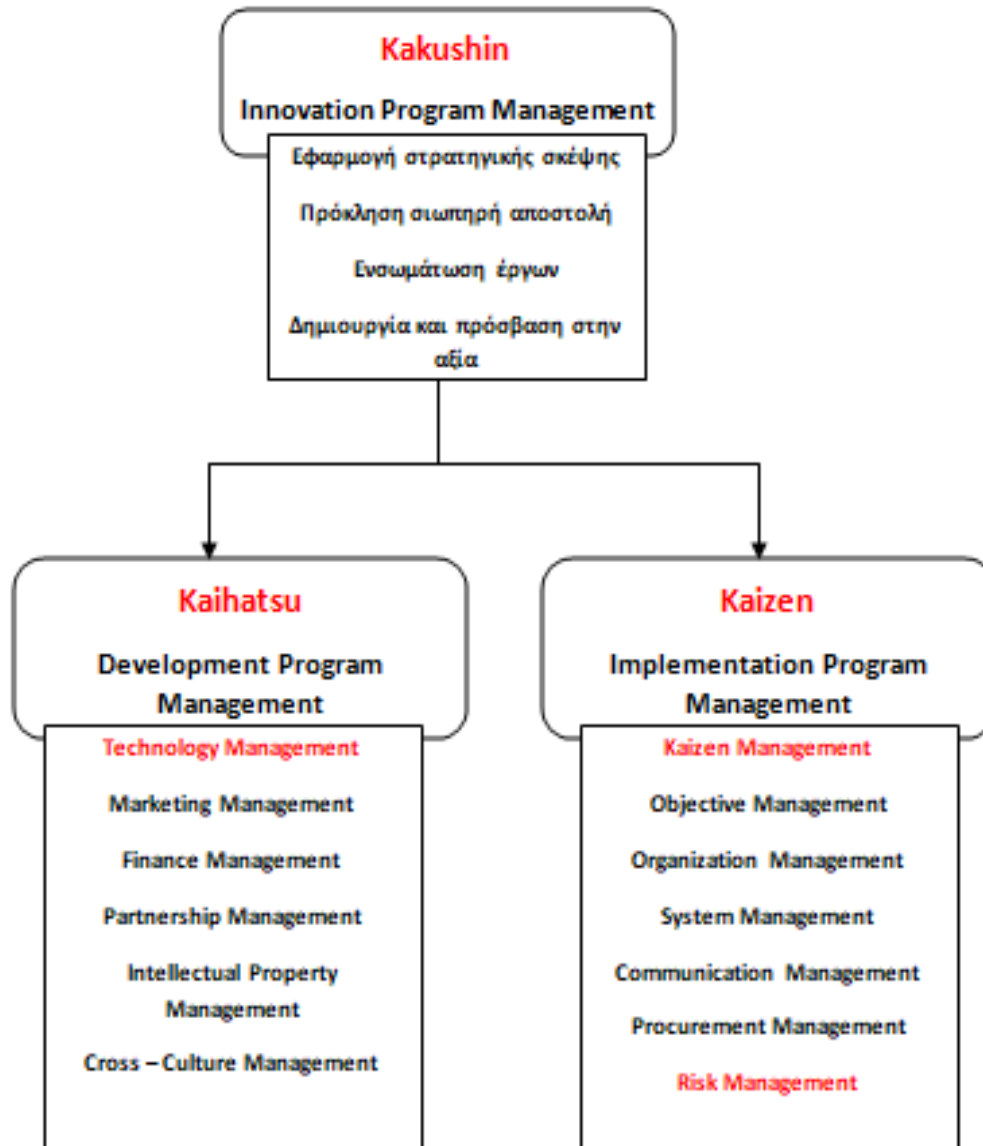 Kakushin
Innovation Program Management
Εφαρμογή στρατηγικής σκέψης
Πρόκληση σιωπηρή αποστολή
Ενσωμάτωση έργων
Δημιουργία και πρόσβαση στην
αξία
Kaihatsu
Development Program
Management
Technology Management
Marketing Management
Finance Management
Partnership Management
Intellectual Property
Management
Cross – Culture Management
Kaizen
Implementation Program
Management
Kaizen Management
Objective Management
Organization Management
System Management
Communication Management
Procurement Management
Risk Management